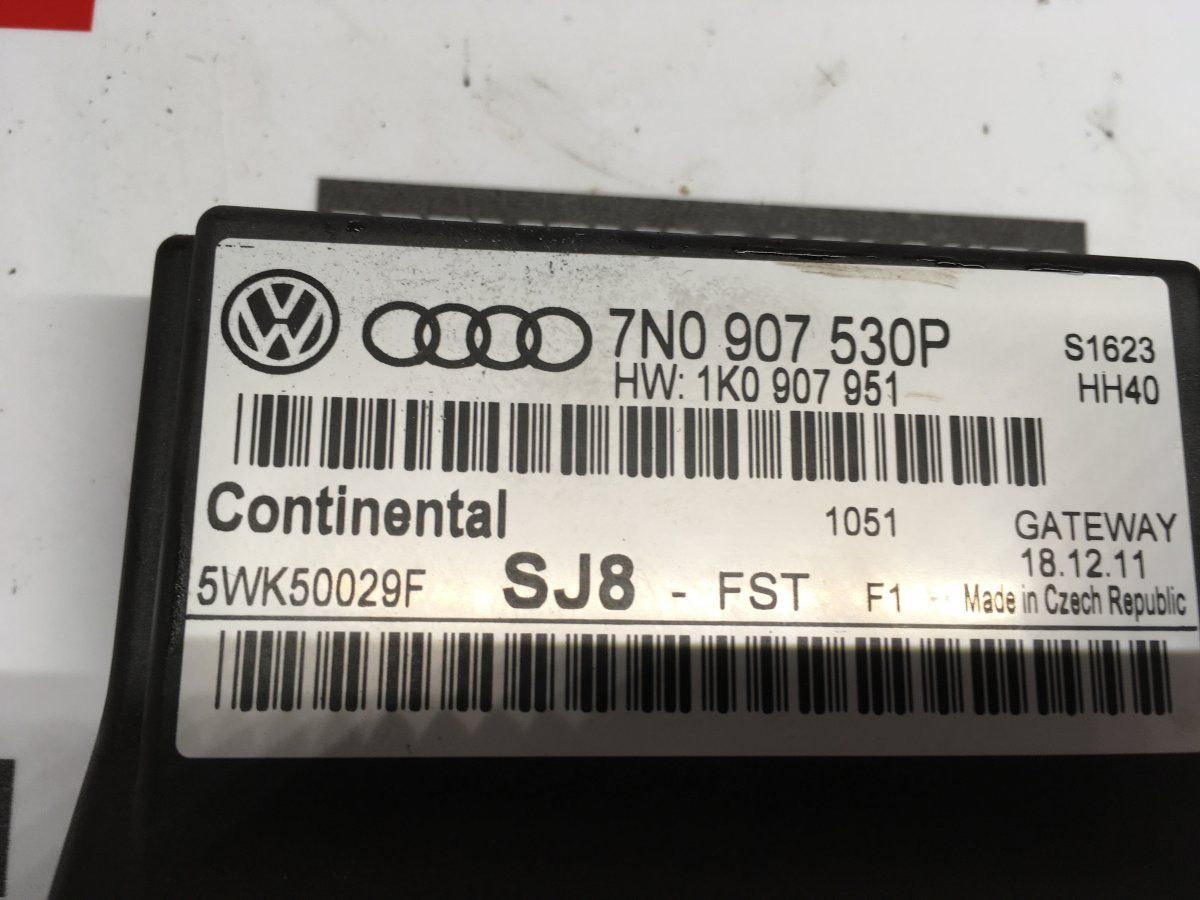 7N0 907 530P S1623
HW: 1K0 907 951 HH40
Continental 1051 GATEWAY
18.12.11
5WK50029F SJ8 - FST F1 - Made in Czech Republic